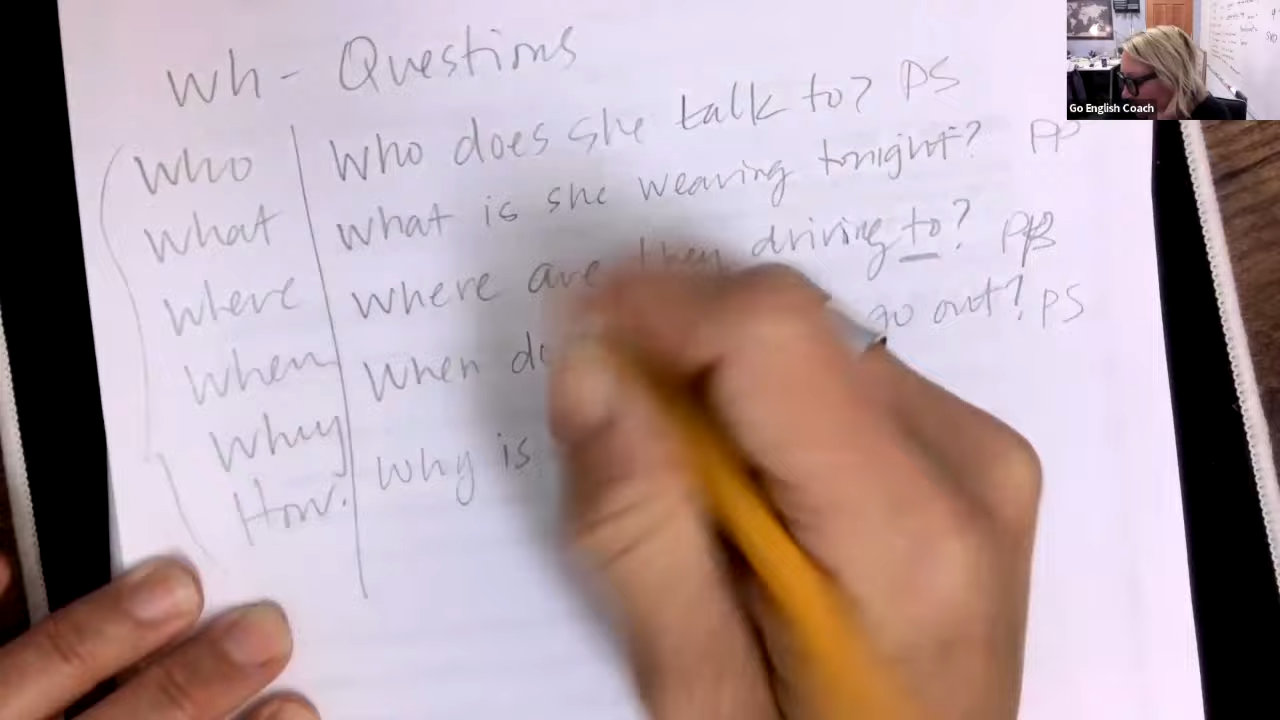 Wh - Questions
Who | Who does she talk to? PS
What | What is she wearing tonight? PP
Where | Where are they driving to? PP
When | When do go out? PS
Why | Why is
How.
Go English Coach